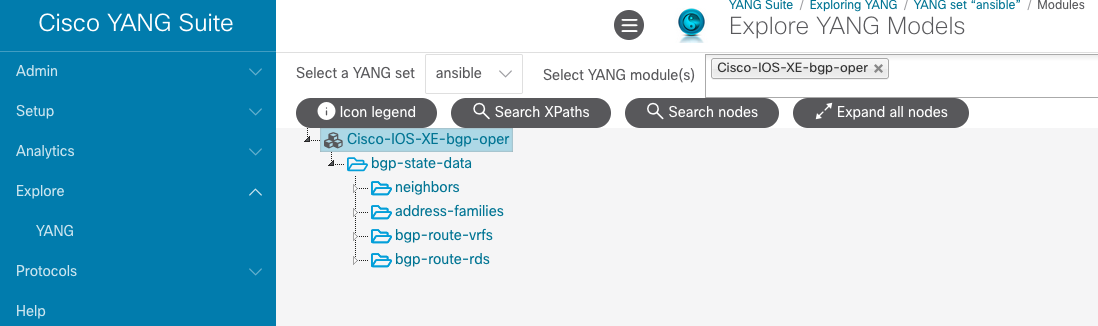 Cisco YANG Suite
Admin
Setup
Analytics
Explore
YANG
Protocols
Help
YANG Suite / Exploring YANG / YANG set “ansible” / Modules
Explore YANG Models
Select a YANG set ansible Select YANG module(s) Cisco-IOS-XE-bgp-oper ×
Icon legend Search XPaths Search nodes Expand all nodes
Cisco-IOS-XE-bgp-oper
bgp-state-data
neighbors
address-families
bgp-route-vrfs
bgp-route-rds